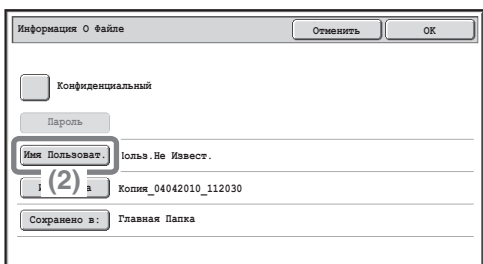 Информация О Файле Отменить OK
Конфиденциальный
Пароль
Имя Пользоват. Польз.Не Извест.
(2) Копия_04042010_112030
Сохранено в: Главная Папка